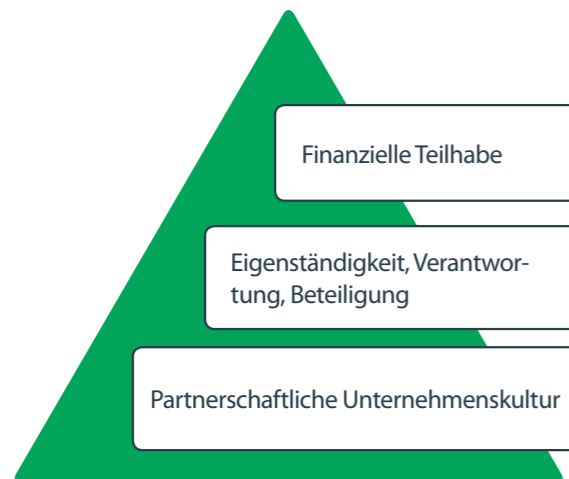 Finanzielle Teilhabe
Eigenständigkeit, Verantwor-
tung, Beteiligung
Partnerschaftliche Unternehmenskultur